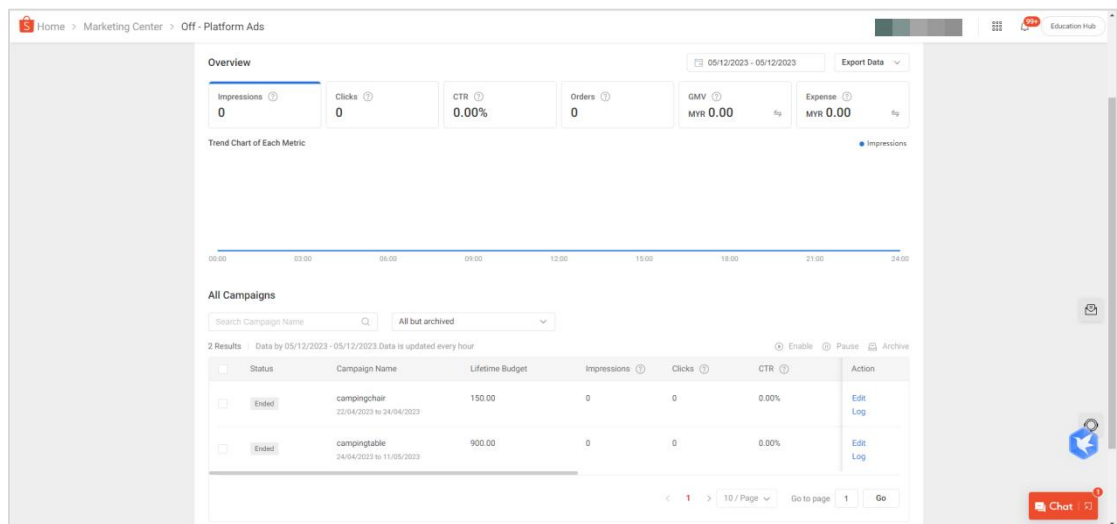 Home > Marketing Center > Off - Platform Ads
99+
Education Hub
Overview
05/12/2023 - 05/12/2023
Export Data
Impressions
0
Clicks
0
CTR
0.00%
Orders
0
GMV
MYR 0.00
Expense
MYR 0.00
Trend Chart of Each Metric
Impressions
00:00 03:00 06:00 09:00 12:00 15:00 18:00 21:00 24:00
All Campaigns
Search Campaign Name
All but archived
2 Results
Data by 05/12/2023 - 05/12/2023.Data is updated every hour
Enable Pause Archive
Status Campaign Name Lifetime Budget Impressions Clicks CTR Action
Ended campingchair 150.00 0 0 0.00% Edit
22/04/2023 to 24/04/2023 Log
Ended campingtable 900.00 0 0 0.00% Edit
24/04/2023 to 11/05/2023 Log
< 1 > 10 / Page Go to page 1 Go
Chat
1